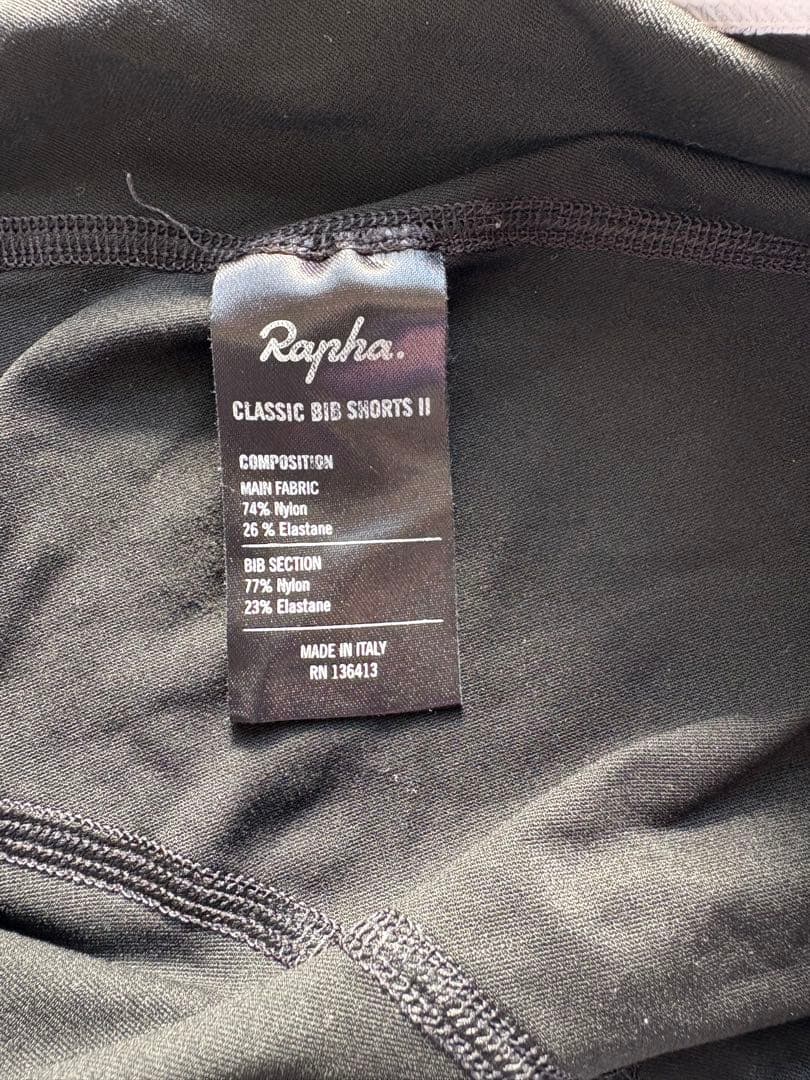 Rapha.
CLASSIC BIB SHORTS II
COMPOSITION
MAIN FABRIC
74% Nylon
26 % Elastane
BIB SECTION
77% Nylon
23% Elastane
MADE IN ITALY
RN 136413